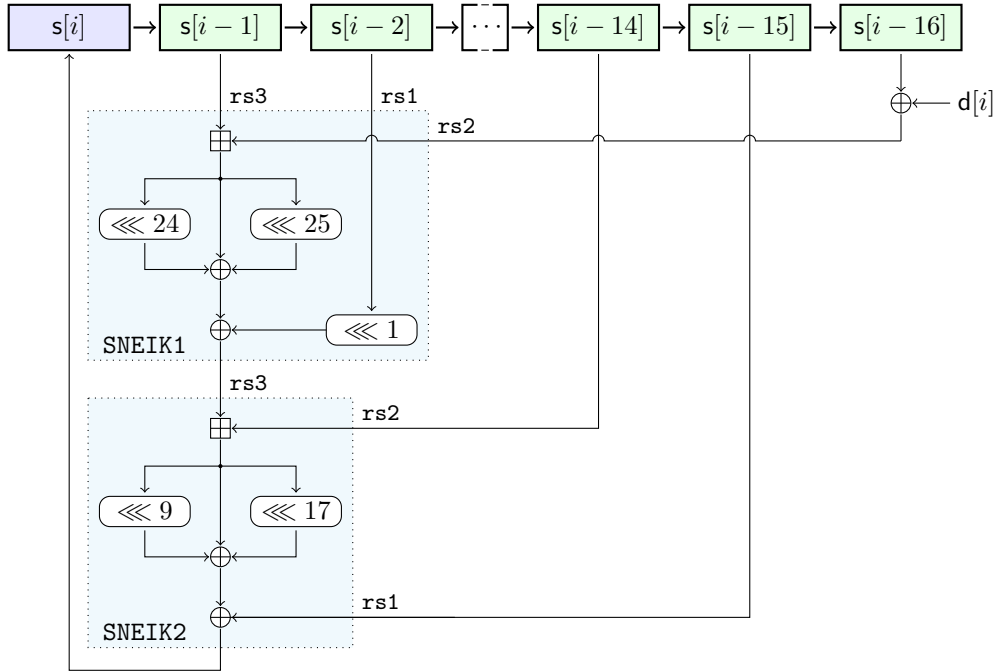 s[i] s[i − 1] s[i − 2] ··· s[i − 14] s[i − 15] s[i − 16]
rs3 rs1
d[i]
rs2
⋘ 24 ⋘ 25
⋘ 1
SNEIK1
rs3
rs2
⋘ 9 ⋘ 17
rs1
SNEIK2